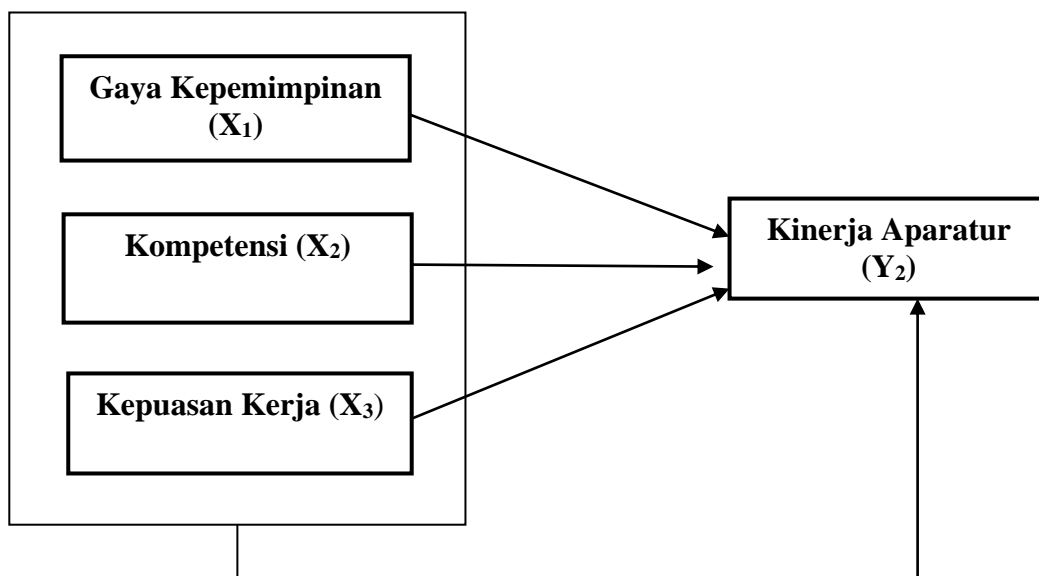 Gaya Kepemimpinan
(X₁)
Kompetensi (X₂)
Kepuasan Kerja (X₃)
Kinerja Aparatur
(Y₂)